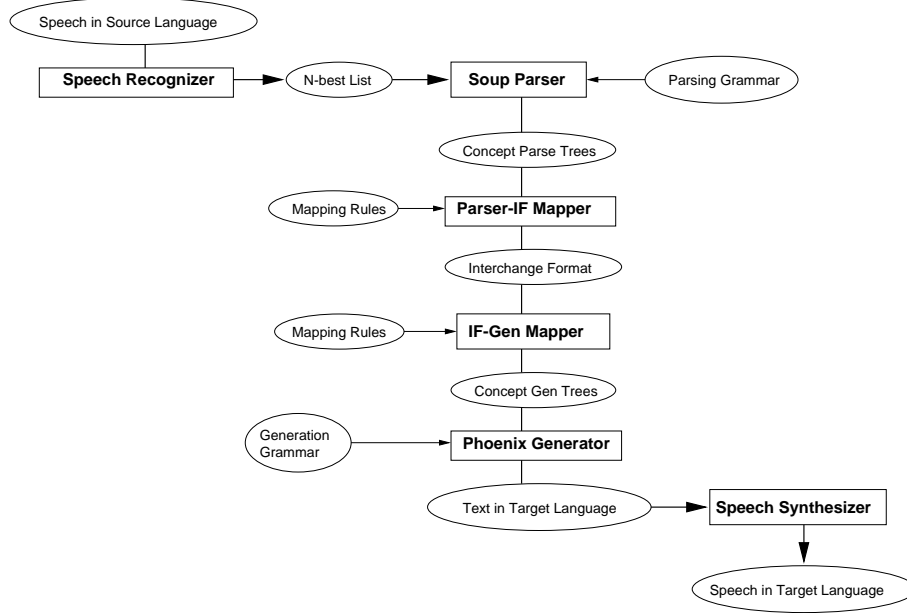 Speech in Source Language
Speech Recognizer
N-best List
Soup Parser
Parsing Grammar
Concept Parse Trees
Mapping Rules
Parser-IF Mapper
Interchange Format
Mapping Rules
IF-Gen Mapper
Concept Gen Trees
Generation
Grammar
Phoenix Generator
Text in Target Language
Speech Synthesizer
Speech in Target Language